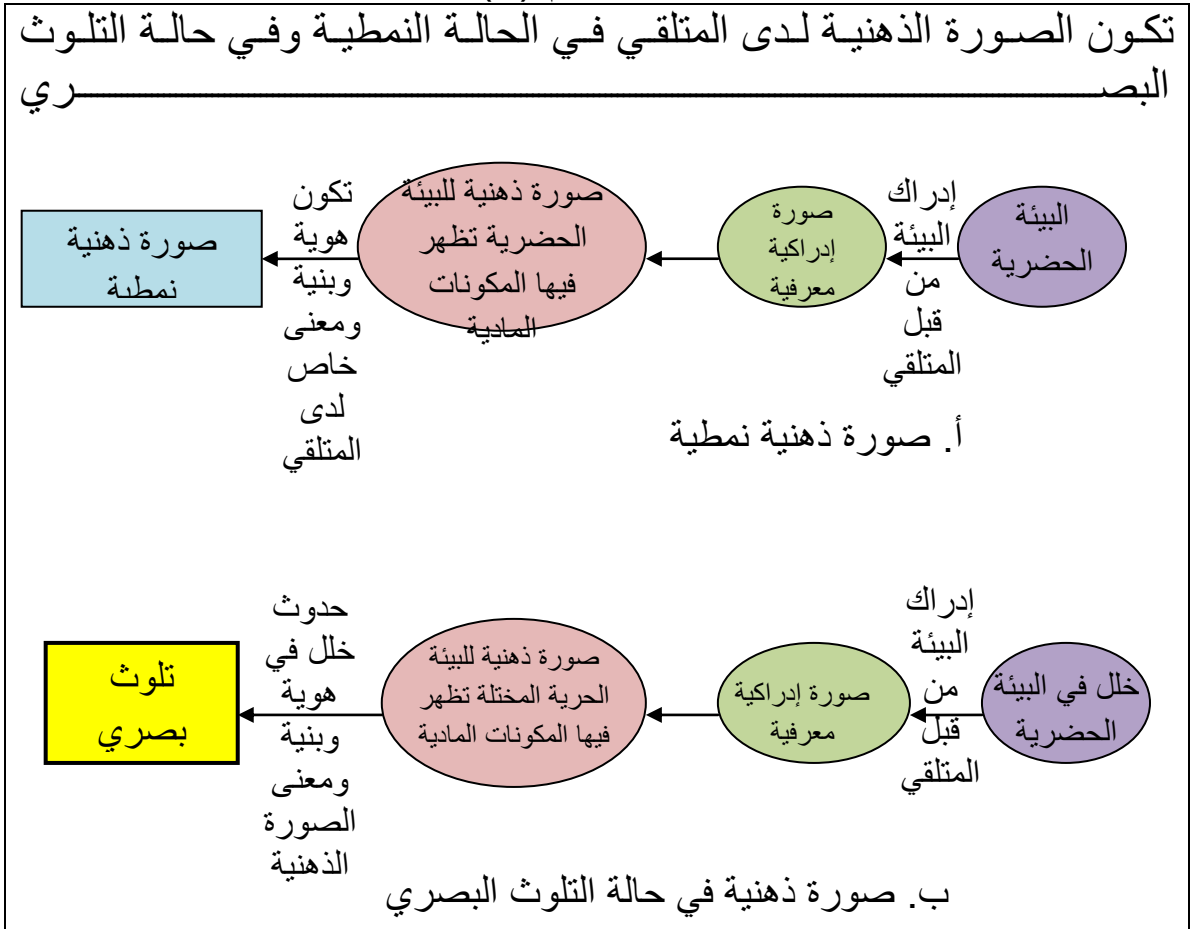 تكون الصورة الذهنية لدى المتلقي في الحالة النمطية وفي حالة التلوث
البصري
البيئة
الحضرية
إدراك
البيئة
من
قبل
المتلقي
صورة
إدراكية
معرفية
صورة ذهنية للبيئة
الحضرية تظهر
فيها المكونات
المادية
تكون
هوية
وبنية
ومعنى
خاص
لدى
المتلقي
صورة ذهنية
نمطية
أ. صورة ذهنية نمطية
خلل في البيئة
الحضرية
إدراك
البيئة
من
قبل
المتلقي
صورة إدراكية
معرفية
صورة ذهنية للبيئة
الحرية المختلة تظهر
فيها المكونات المادية
حدوث
خلل في
هوية
وبنية
ومعنى
الصورة
الذهنية
تلوث
بصري
ب. صورة ذهنية في حالة التلوث البصري